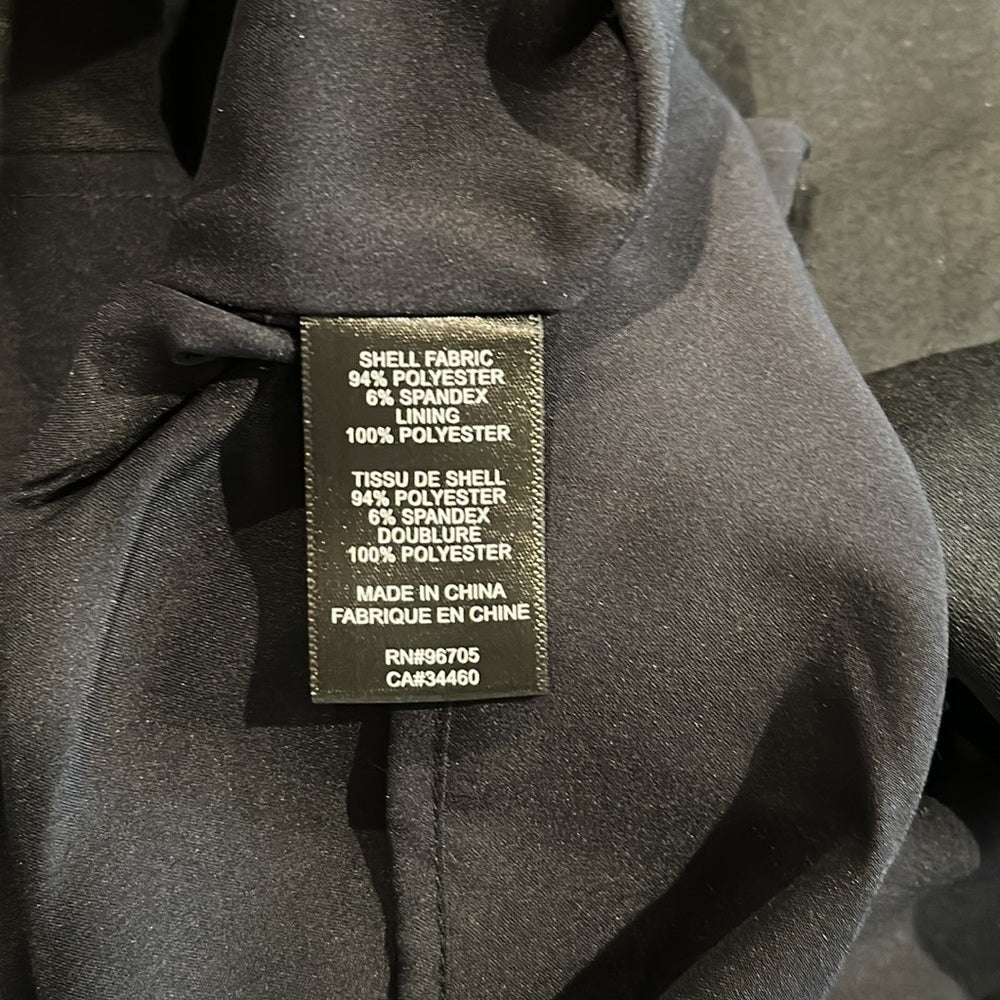 SHELL FABRIC
94% POLYESTER
6% SPANDEX
LINING
100% POLYESTER
TISSU DE SHELL
94% POLYESTER
6% SPANDEX
DOUBLURE
100% POLYESTER
MADE IN CHINA
FABRIQUE EN CHINE
RN#96705
CA#34460